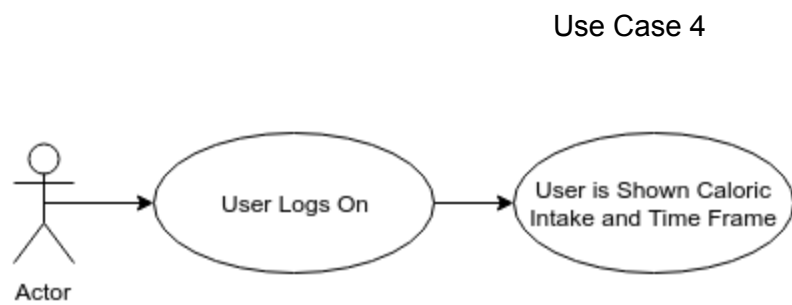 Use Case 4
User Logs On
User is Shown Caloric
Intake and Time Frame
Actor